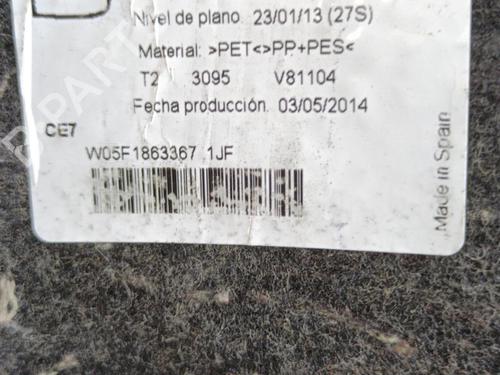 Nivel de plano. 23/01/13 (27S)
Material: >PET<>PP.+PES<
T2 3095 V81104
Fecha producción. 03/05/2014
CE7
W05F1863367 1JF
Made in Spain